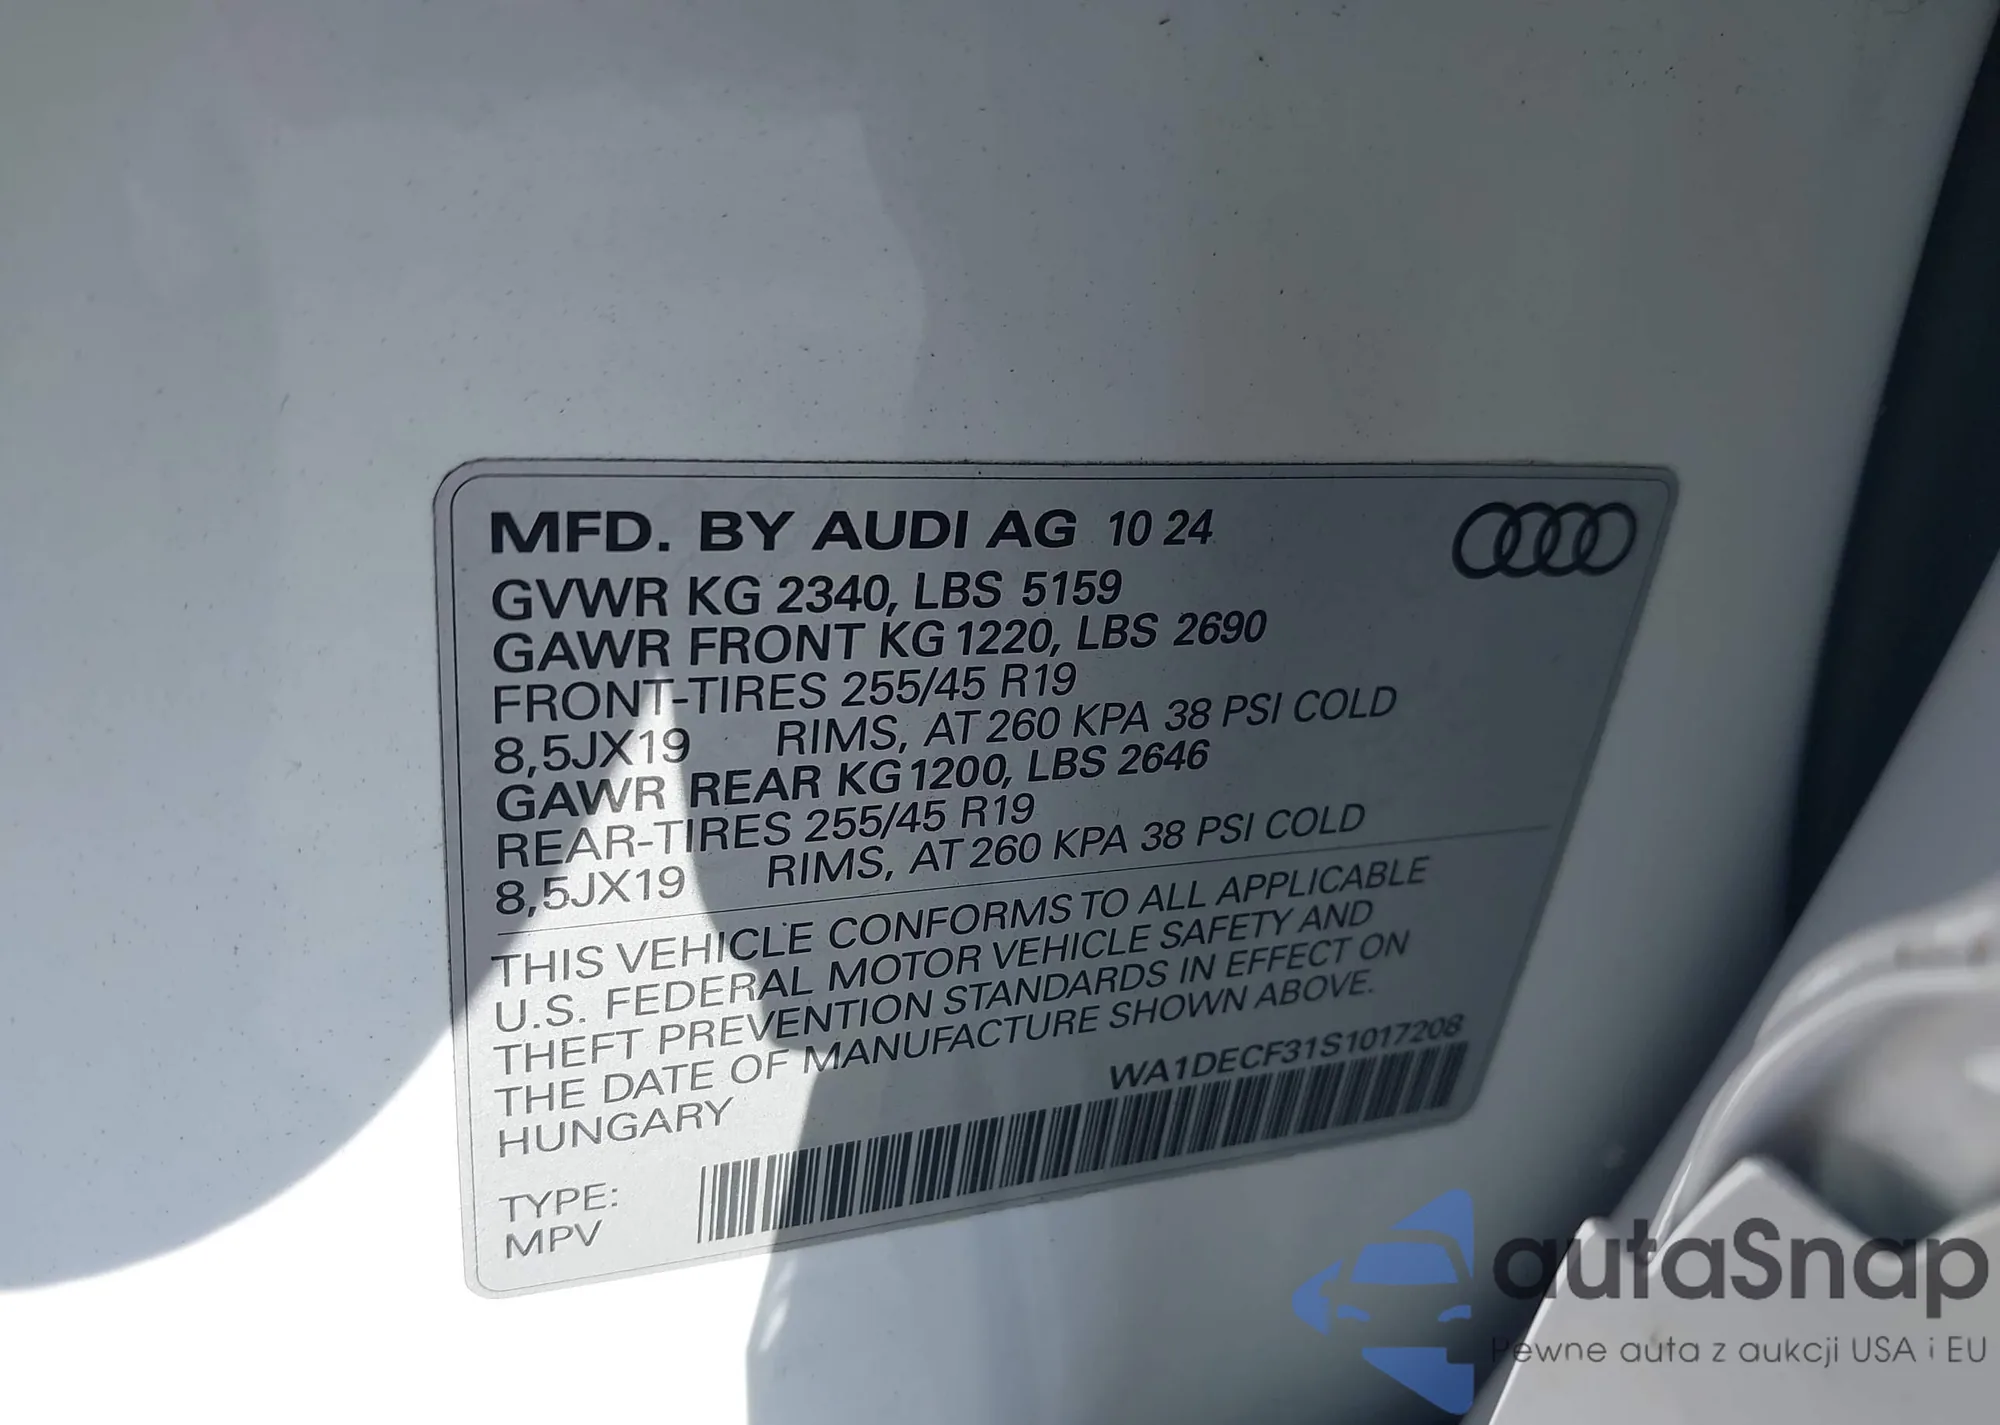 MFD. BY AUDI AG 10 24
GVWR KG 2340, LBS 5159
GAWR FRONT KG 1220, LBS 2690
FRONT-TIRES 255/45 R19
8,5JX19 RIMS, AT 260 KPA 38 PSI COLD
GAWR REAR KG 1200, LBS 2646
REAR-TIRES 255/45 R19
8,5JX19 RIMS, AT 260 KPA 38 PSI COLD
THIS VEHICLE CONFORMS TO ALL APPLICABLE
U.S. FEDERAL MOTOR VEHICLE SAFETY AND
THEFT PREVENTION STANDARDS IN EFFECT ON
THE DATE OF MANUFACTURE SHOWN ABOVE.
HUNGARY
WA1DECF31S1017208
TYPE:
MPV
autaSnap
Pewne auta z aukcji USA i EU